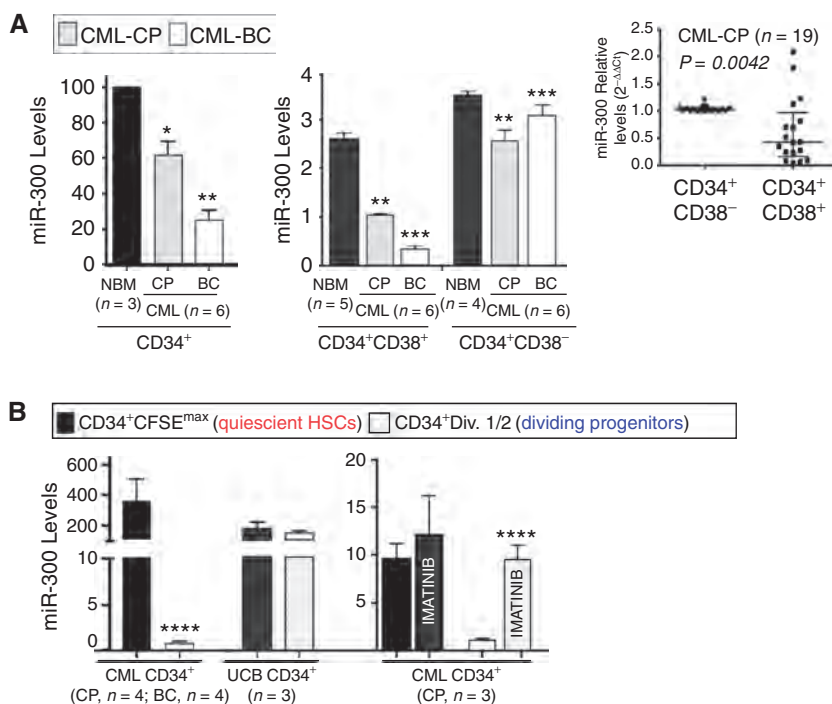 A
CML-CP
CML-BC
miR-300 Levels
100
80
60
40
20
0
*
**
NBM
CP
BC
(n = 3)
CML (n = 6)
CD34+
miR-300 Levels
4
3
2
1
0
**
***
**
***
NBM
CP
BC
NBM
CP
BC
(n = 5)
CML (n = 6)
(n = 4)
CML (n = 6)
CD34+CD38+
CD34+CD38−
CML-CP (n = 19)
P = 0.0042
miR-300 Relative
levels (2−ΔΔCt)
2.5
2.0
1.5
1.0
0.5
0.0
CD34+
CD38−
CD34+
CD38+
B
CD34+CFSEmax (quiescient HSCs)
CD34+Div. 1/2 (dividing progenitors)
miR-300 Levels
600
400
200
10
5
0
****
CML CD34+
(CP, n = 4; BC, n = 4)
UCB CD34+
(n = 3)
20
15
10
5
IMATINIB
****
IMATINIB
CML CD34+
(CP, n = 3)